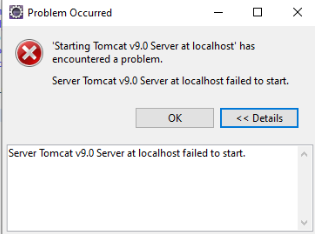 Problem Occurred
'Starting Tomcat v9.0 Server at localhost' has
encountered a problem.
Server Tomcat v9.0 Server at localhost failed to start.
OK
<< Details
Server Tomcat v9.0 Server at localhost failed to start.